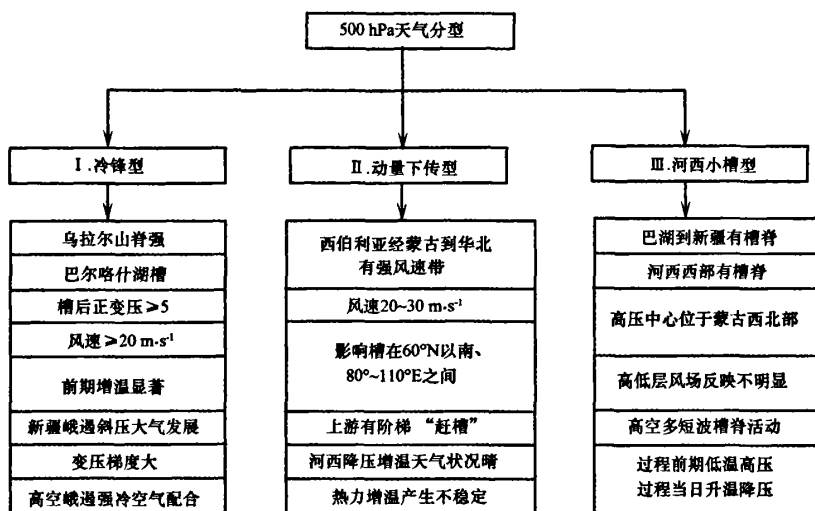 500 hPa天气分型
Ⅰ.冷锋型
Ⅱ.动量下传型
Ⅲ.河西小槽型
乌拉尔山脊强
巴尔喀什湖槽
槽后正变压≥5
风速≥20 m·s⁻¹
前期增温显著
新疆峨边斜压大气发展
变压梯度大
高空峨边强冷空气配合
西伯利亚经蒙古到华北
有强风速带
风速20~30 m·s⁻¹
影响槽在60°N以南、
80°~110°E之间
上游有阶梯“赶槽”
河西降压增温天气状况晴
热力增温产生不稳定
巴湖到新疆有槽脊
河西西部有槽脊
高压中心位于蒙古西北部
高低层风场反映不明显
高空多短波槽脊活动
过程前期低温高压
过程当日升温降压